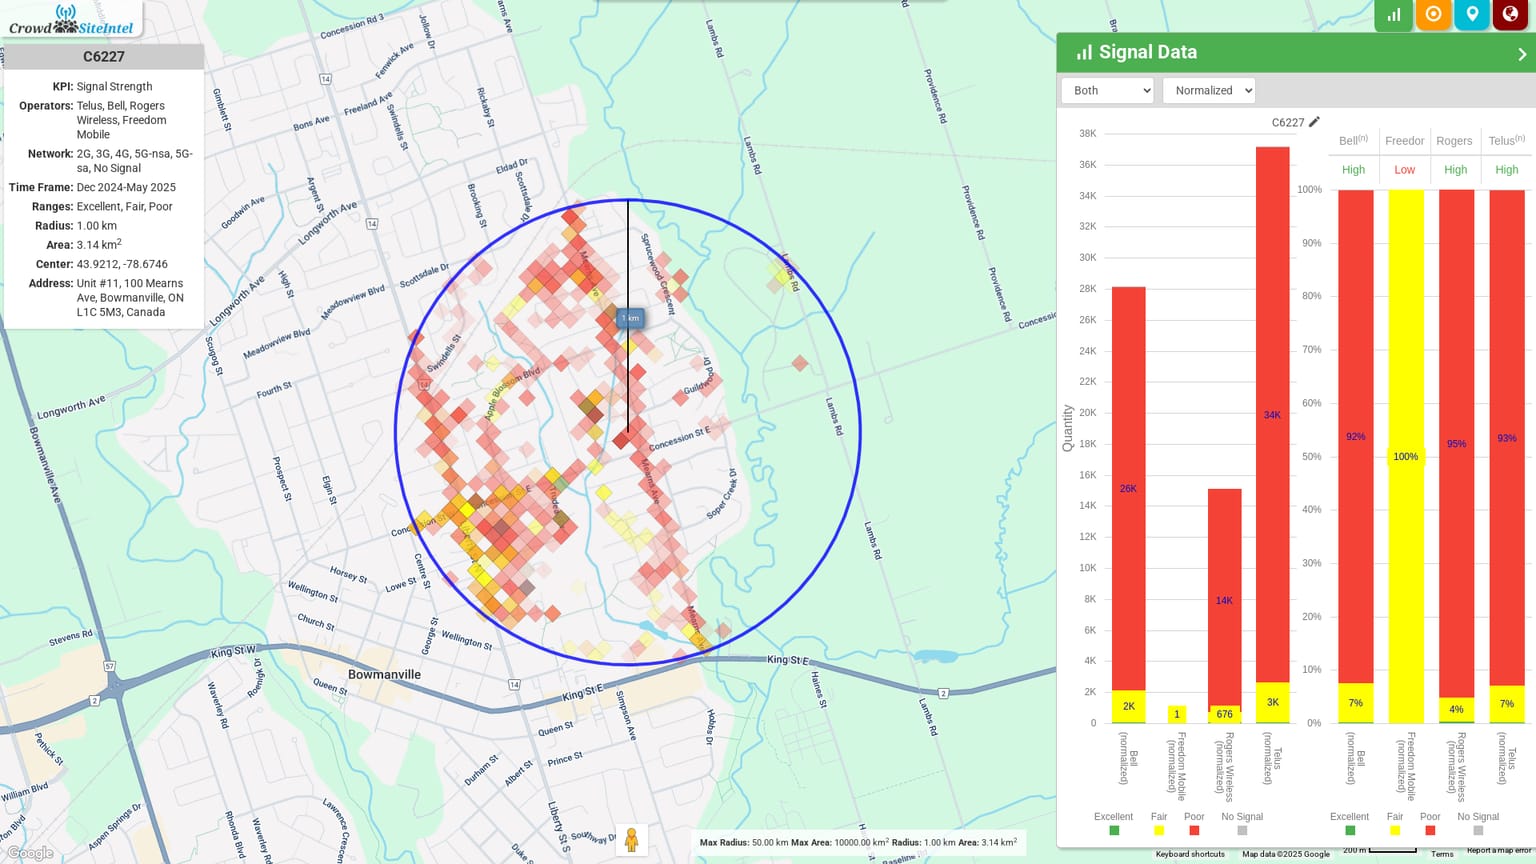 Crowd SiteIntel
C6227
KPI: Signal Strength
Operators: Telus, Bell, Rogers
Wireless, Freedom
Mobile
Network: 2G, 3G, 4G, 5G-nsa, 5G-
sa, No Signal
Time Frame: Dec 2024-May 2025
Ranges: Excellent, Fair, Poor
Radius: 1.00 km
Area: 3.14 km2
Center: 43.9212, -78.6746
Address: Unit #11, 100 Mearns
Ave, Bowmanville, ON
L1C 5M3, Canada
Concession Rd 3
Jollow Dr
Fenwick Ave
14
Gimblett St
Freeland Ave
Bons Ave
Swindells St
Rickaby St
Eldad Dr
Scottsdale Dr
Brooking St
Argent St
Goodwin Ave
Longworth Ave
14
Scottsdale Dr
High St
Meadowview Blvd
Longworth Ave
Meadowview Blvd
Scugog St
Swindells St
Fourth St
14
Apple Blossom Blvd
Longworth Ave
Bowmanville Ave
Prospect St
Elgin St
Sprucewood Crescent
1 km
Concession St E
Mearns Ave
Soper Creek Dr
Lambs Rd
Lambs Rd
Lambs Rd
Lambs Rd
Lambs Rd
Lambs Rd
Providence Rd
Providence Rd
Providence Rd
Horsey St
Centre St
Lowe St
Wellington St
Church St
George St
Wellington St
Stevens Rd
57
King St W
2
Queen St
Bowmanville
14
King St E
King St E
2
Waverley Rd
Roenigk Dr
Simpson Ave
Hobbs Dr
Haines St
Queen St
Prince St
Pethick St
Durham St
Albert St
William Blvd
Aspen Springs Dr
Rhonda Blvd
Waverley Rd
Lawrence Crescent
Liberty St S
Southway Dr
Baseline Rd
Google
Max Radius: 50.00 km Max Area: 10000.00 km2 Radius: 1.00 km Area: 3.14 km2
Signal Data
Both
Normalized
C6227
38K
36K
34K
32K
30K
28K
26K
24K
22K
20K
18K
16K
14K
12K
10K
8K
6K
4K
2K
0
Quantity
26K
2K
1
14K
676
34K
3K
Bell
(normalized)
Freedom Mobile
(normalized)
Rogers Wireless
(normalized)
Telus
(normalized)
Excellent
Fair
Poor
No Signal
Bell(n)
Freedor
Rogers
Telus(n)
High
Low
High
High
100%
90%
80%
70%
60%
50%
40%
30%
20%
10%
0%
92%
7%
100%
95%
4%
93%
7%
Bell
(normalized)
Freedom Mobile
(normalized)
Rogers Wireless
(normalized)
Telus
(normalized)
Excellent
Fair
Poor
No Signal
Keyboard shortcuts
Map data ©2025 Google
200 m
Terms
Report a map error